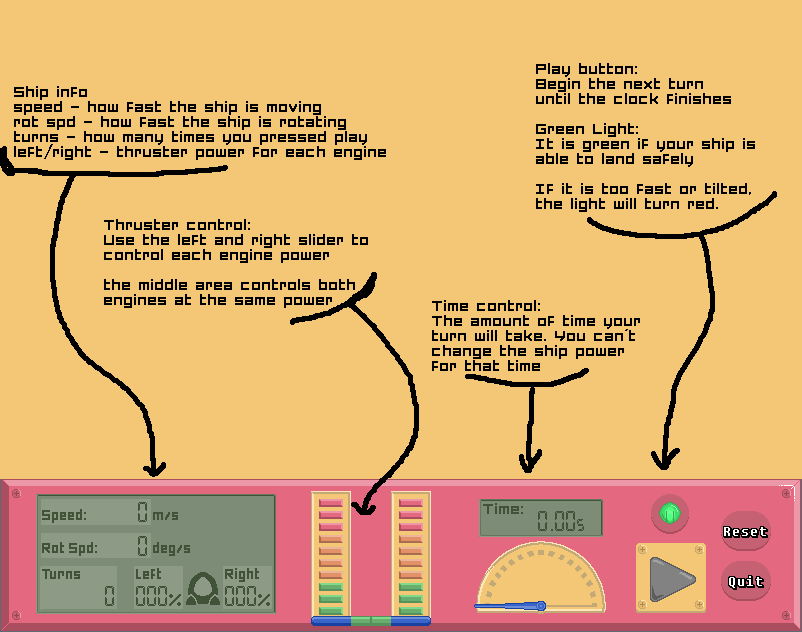 Ship info
speed - how fast the ship is moving
rot spd - how fast the ship is rotating
turns - how many times you pressed play
left/right - thruster power for each engine
Play button:
Begin the next turn
until the clock finishes
Green Light:
It is green if your ship is
able to land safely
If it is too fast or tilted,
the light will turn red.
Thruster control:
Use the left and right slider to
control each engine power
the middle area controls both
engines at the same power
Time control:
The amount of time your
turn will take. You can't
change the ship power
for that time
Speed: 0 m/s
Rot Spd: 0 deg/s
Turns Left Right
0 000% 000%
Time:
0.00s
Reset
Quit